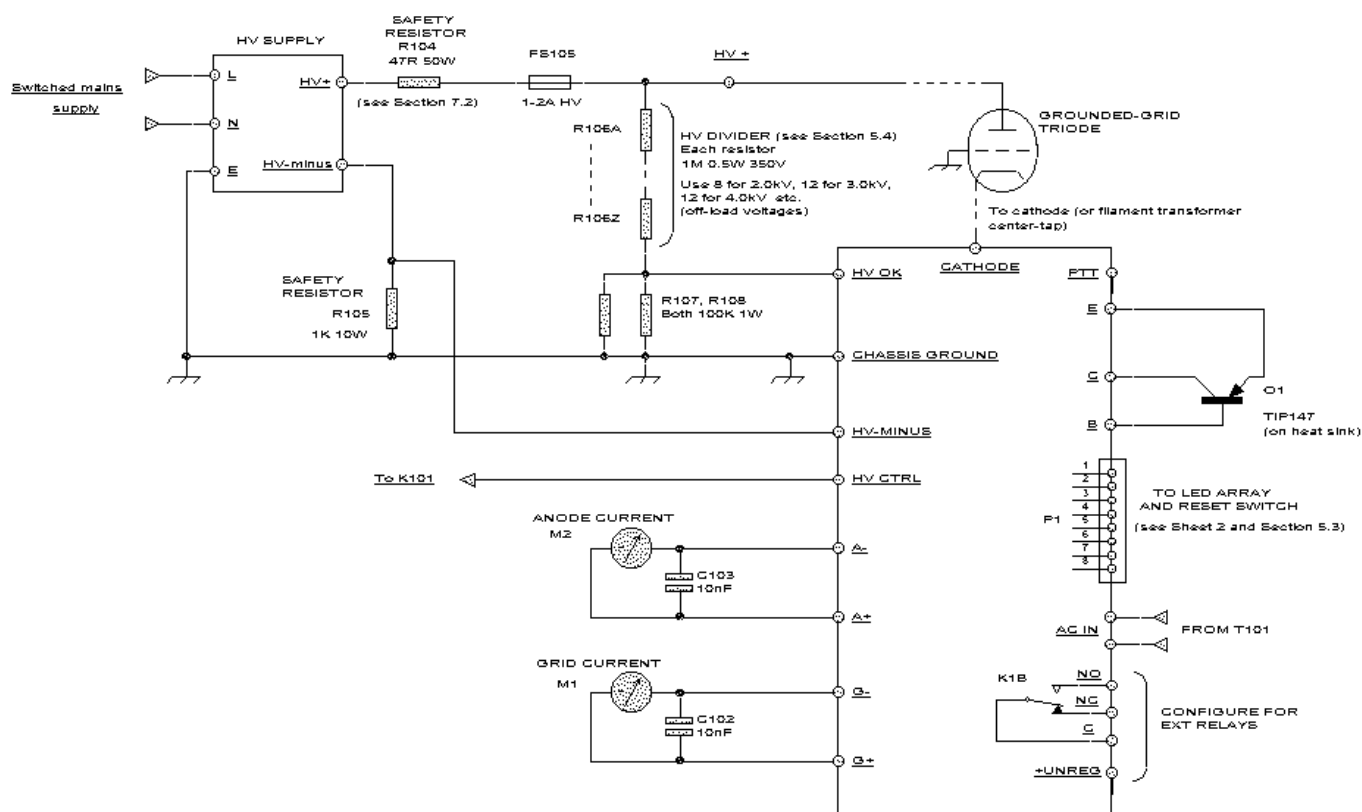 SAFETY
RESISTOR
R104
47R 50W
HV SUPPLY
FS105
HV +
L
HV+
Switched mains
supply
(see Section 7.2)
1-2A HV
N
R106A
HV DIVIDER (see Section 5.4)
Each resistor
1M 0.5W 350V
Use 8 for 2.0kV, 12 for 3.0kV,
12 for 4.0kV etc.
(off-load voltages)
R106Z
GROUNDED-GRID
TRIODE
HV-minus
E
To cathode (or filament transformer
center-tap)
CATHODE
HV OK
PTT
SAFETY
RESISTOR
R105
1K 10W
R107, R108
Both 100K 1W
E
CHASSIS GROUND
C
Q1
TIP147
(on heat sink)
B
HV-MINUS
To K101
HV CTRL
1
2
3
4
5
6
7
8
P1
TO LED ARRAY
AND RESET SWITCH
(see Sheet 2 and Section 5.3)
ANODE CURRENT
M2
A-
C103
10nF
A+
AC IN
FROM T101
GRID CURRENT
M1
G-
C102
10nF
G+
K1B
NO
NC
C
CONFIGURE FOR
EXT RELAYS
+UNREG